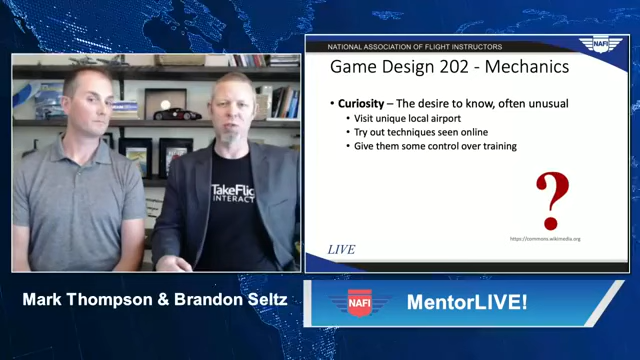 NATIONAL ASSOCIATION OF FLIGHT INSTRUCTORS
NAFI
Game Design 202 - Mechanics
• Curiosity – The desire to know, often unusual
• Visit unique local airport
• Try out techniques seen online
• Give them some control over training
?
https://commons.wikimedia.org
LIVE
TakeFlig
INTERACT
Mark Thompson & Brandon Seltz
NAFI
MentorLIVE!